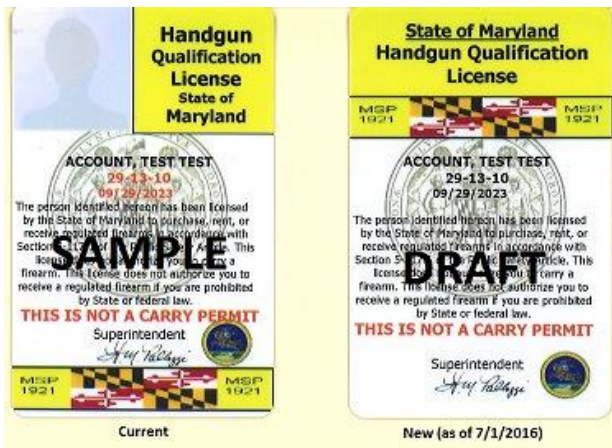 Handgun
Qualification
License
State of
Maryland
ACCOUNT, TEST TEST
29-13-10
09/29/2023
The person identified hereon has been licensed
by the State of Maryland to purchase, rent, or
receive regulated firearms in accordance with
Section This
SAMPLE
carry a
firearm. This license does not authorize you to
receive a regulated firearm if you are prohibited
by State or federal law.
THIS IS NOT A CARRY PERMIT
Superintendent
MSP
1921
MSP
1921
Current
State of Maryland
Handgun Qualification
License
MSP
1921
MSP
1921
ACCOUNT, TEST TEST
29-13-10
09/29/2023
The person identified hereon has been licensed
by the State of Maryland to purchase, rent, or
receive regulated firearms in accordance with
Section This
DRAFT
carry a
firearm. This license does not authorize you to
receive a regulated firearm if you are prohibited
by State or federal law.
THIS IS NOT A CARRY PERMIT
Superintendent
New (as of 7/1/2016)